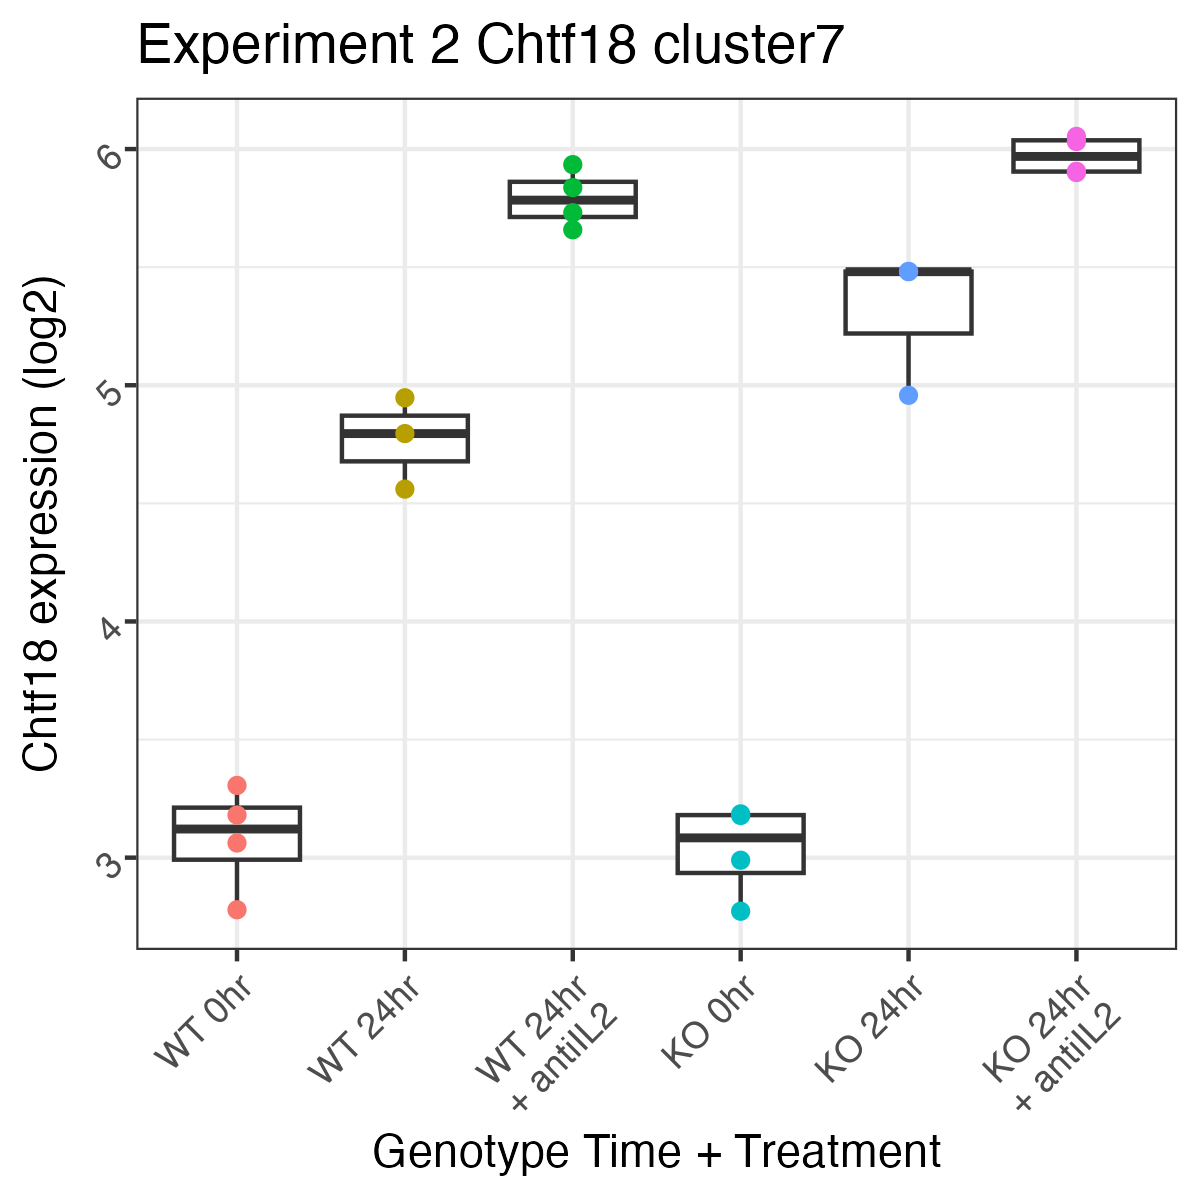 Experiment 2 Chtf18 cluster7
Chtf18 expression (log2)
6
5
4
3
WT 0hr
WT 24hr
WT 24hr
+ antiIL2
KO 0hr
KO 24hr
KO 24hr
+ antiIL2
Genotype Time + Treatment